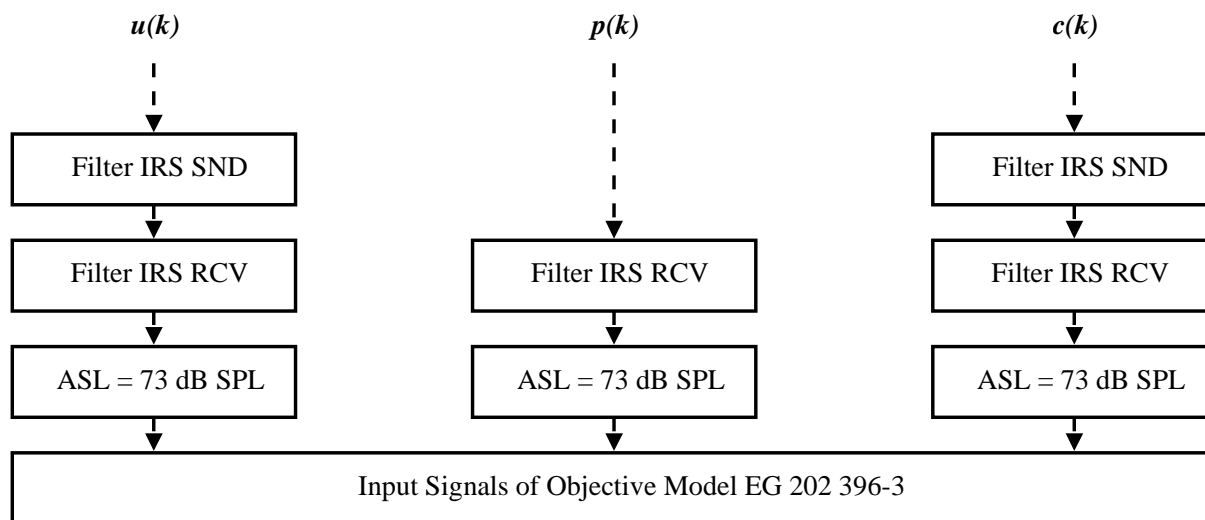 u(k)
p(k)
c(k)
Filter IRS SND
Filter IRS SND
Filter IRS RCV
Filter IRS RCV
Filter IRS RCV
ASL = 73 dB SPL
ASL = 73 dB SPL
ASL = 73 dB SPL
Input Signals of Objective Model EG 202 396-3